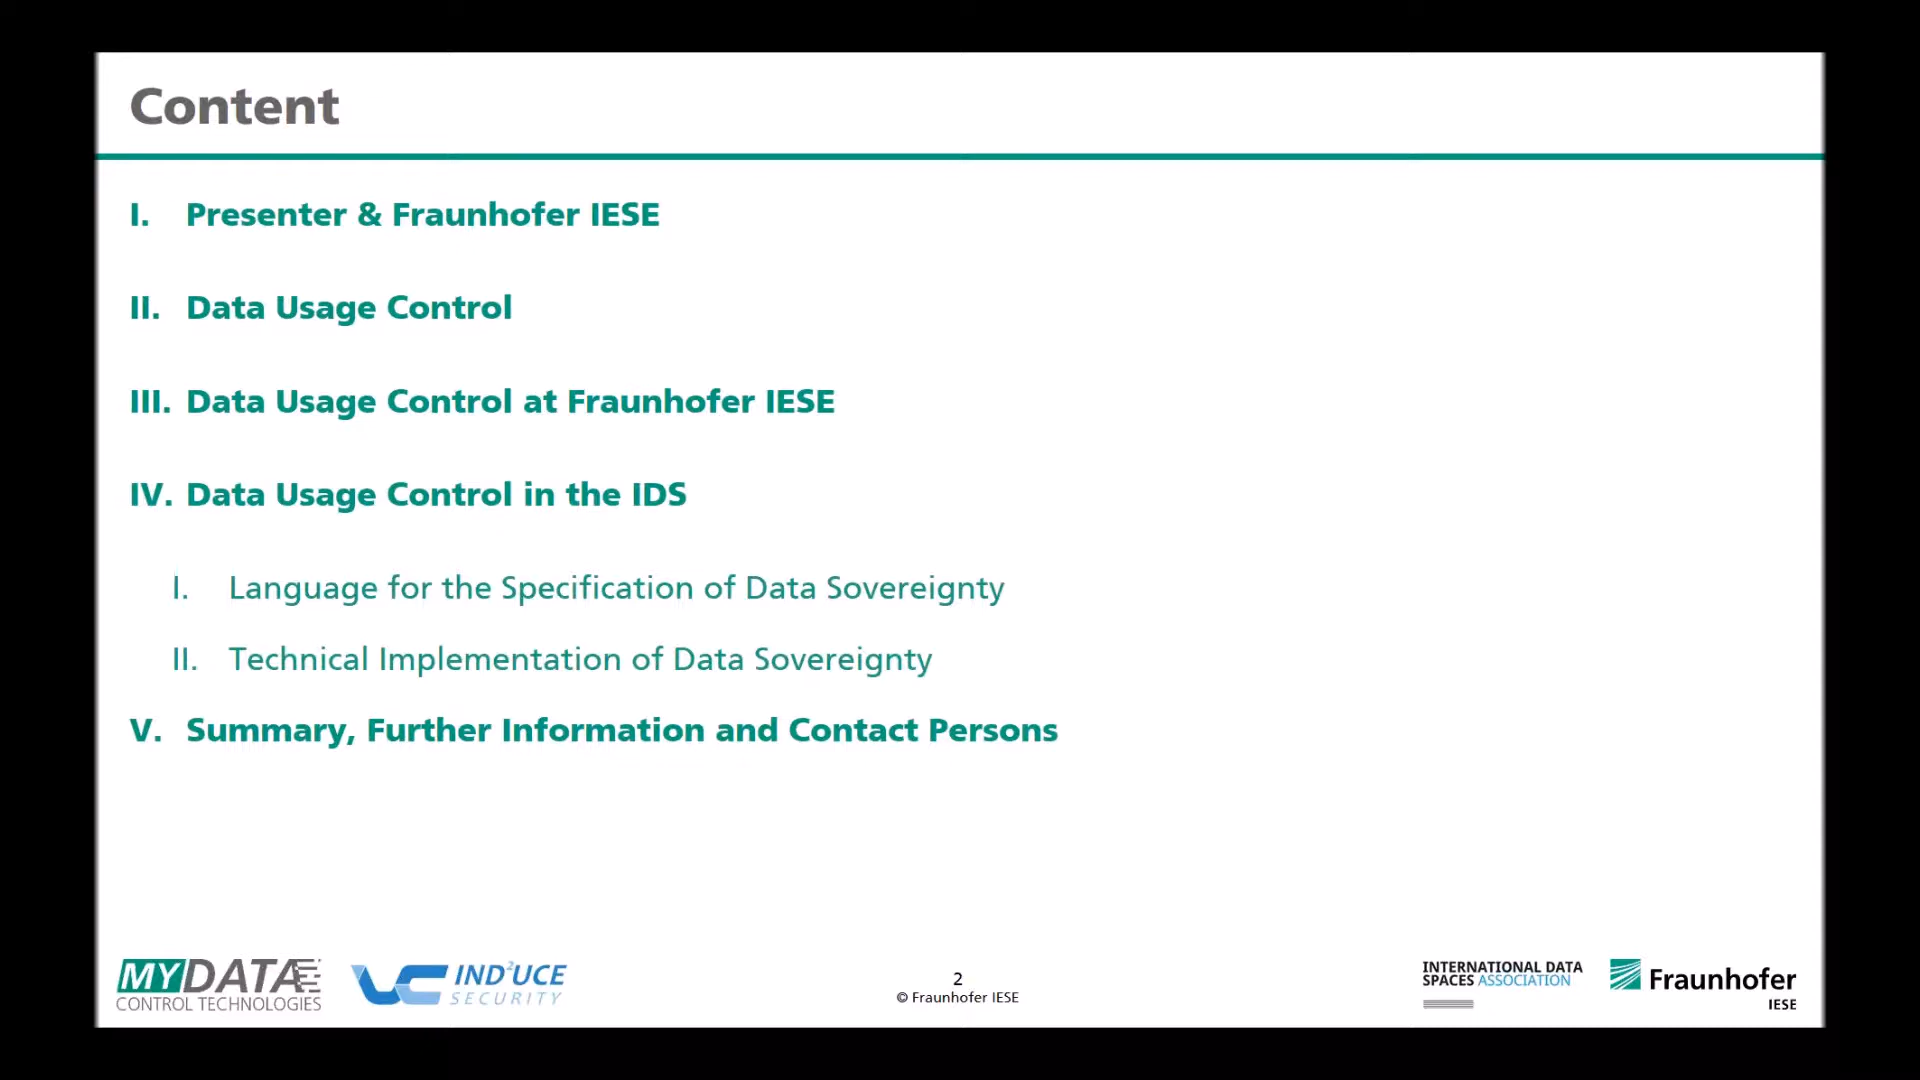 Content
I. Presenter & Fraunhofer IESE
II. Data Usage Control
III. Data Usage Control at Fraunhofer IESE
IV. Data Usage Control in the IDS
I. Language for the Specification of Data Sovereignty
II. Technical Implementation of Data Sovereignty
V. Summary, Further Information and Contact Persons
MYDATA
CONTROL TECHNOLOGIES
IND²UCE
SECURITY
2
© Fraunhofer IESE
INTERNATIONAL DATA
SPACES ASSOCIATION
Fraunhofer
IESE